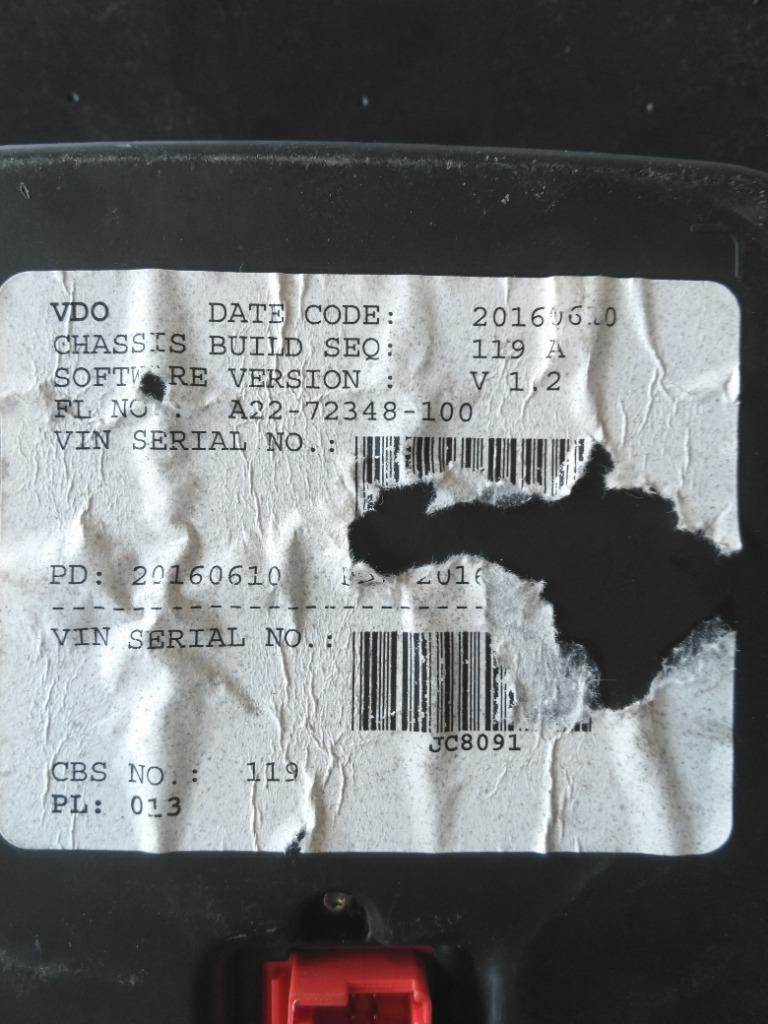 VDO DATE CODE: 20160610
CHASSIS BUILD SEQ: 119 A
SOFTWARE VERSION : V 1.2
FL NO.: A22-72348-100
VIN SERIAL NO.:
PD: 20160610 2016
VIN SERIAL NO.:
JC8091
CBS NO.: 119
PL: 013